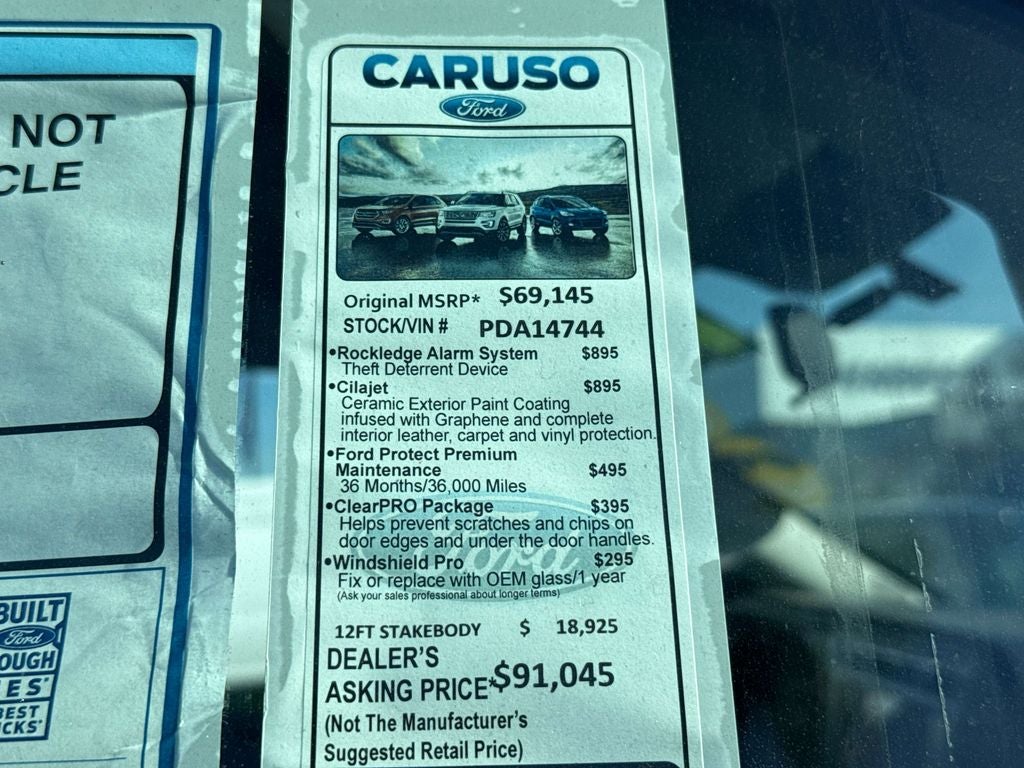 NOT
CLE
BUILT
Ford
OUGH
BEST
CKS
CARUSO
Ford
Original MSRP* $69,145
STOCK/VIN # PDA14744
•Rockledge Alarm System $895
Theft Deterrent Device
•Cilajet $895
Ceramic Exterior Paint Coating
infused with Graphene and complete
interior leather, carpet and vinyl protection.
•Ford Protect Premium
Maintenance $495
36 Months/36,000 Miles
•ClearPRO Package $395
Helps prevent scratches and chips on
door edges and under the door handles.
•Windshield Pro $295
Fix or replace with OEM glass/1 year
(Ask your sales professional about longer terms)
12FT STAKEBODY $ 18,925
DEALER'S
ASKING PRICE* $91,045
(Not The Manufacturer's
Suggested Retail Price)